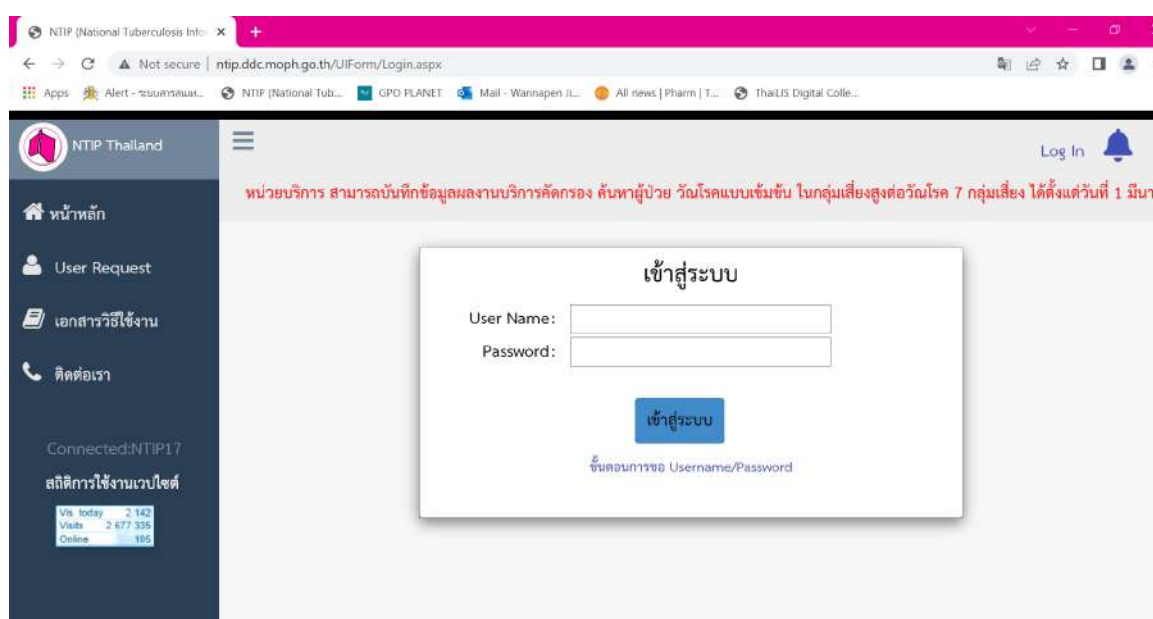 NTIP (National Tuberculosis Info
Not secure | ntip.ddc.moph.go.th/UIForm/Login.aspx
Apps Alert - NTIP (National Tub... GPO PLANET Mail - Wannapen ... All news | Pharm | T... ThaiLIS Digital Colle...
NTIP Thailand
Log In
หน่วยบริการ สามารถบันทึกข้อมูลผลงานบริการคัดกรอง ค้นหาผู้ป่วย วัณโรคแบบเข้มข้น ในกลุ่มเสี่ยงสูงต่อวัณโรค 7 กลุ่มเสี่ยง ได้ตั้งแต่วันที่ 1 มีนา
หน้าหลัก
User Request
เอกสารวิธีใช้งาน
ติดต่อเรา
Connected:NTIP17
สถิติการใช้งานเวปไซต์
Vis. today 2 142
Visits 2 677 335
Online 105
เข้าสู่ระบบ
User Name:
Password:
เข้าสู่ระบบ
ขั้นตอนการขอ Username/Password